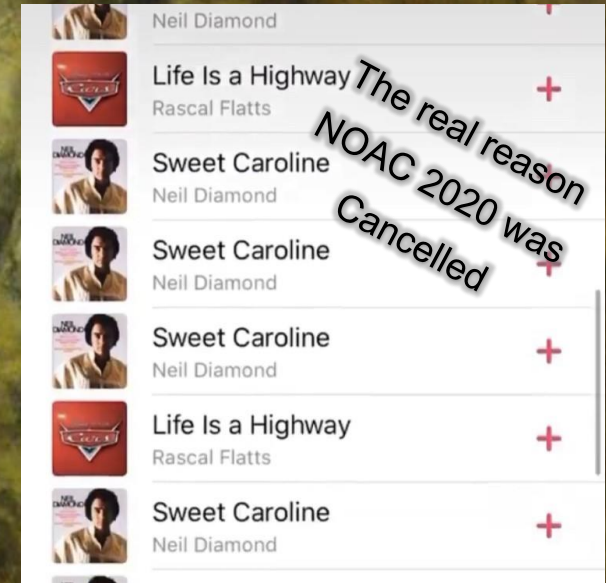 Neil Diamond
Life Is a Highway
Rascal Flatts
The real reason
NOAC 2020 was
Cancelled
Sweet Caroline
Neil Diamond
Sweet Caroline
Neil Diamond
Sweet Caroline
Neil Diamond
Life Is a Highway
Rascal Flatts
Sweet Caroline
Neil Diamond